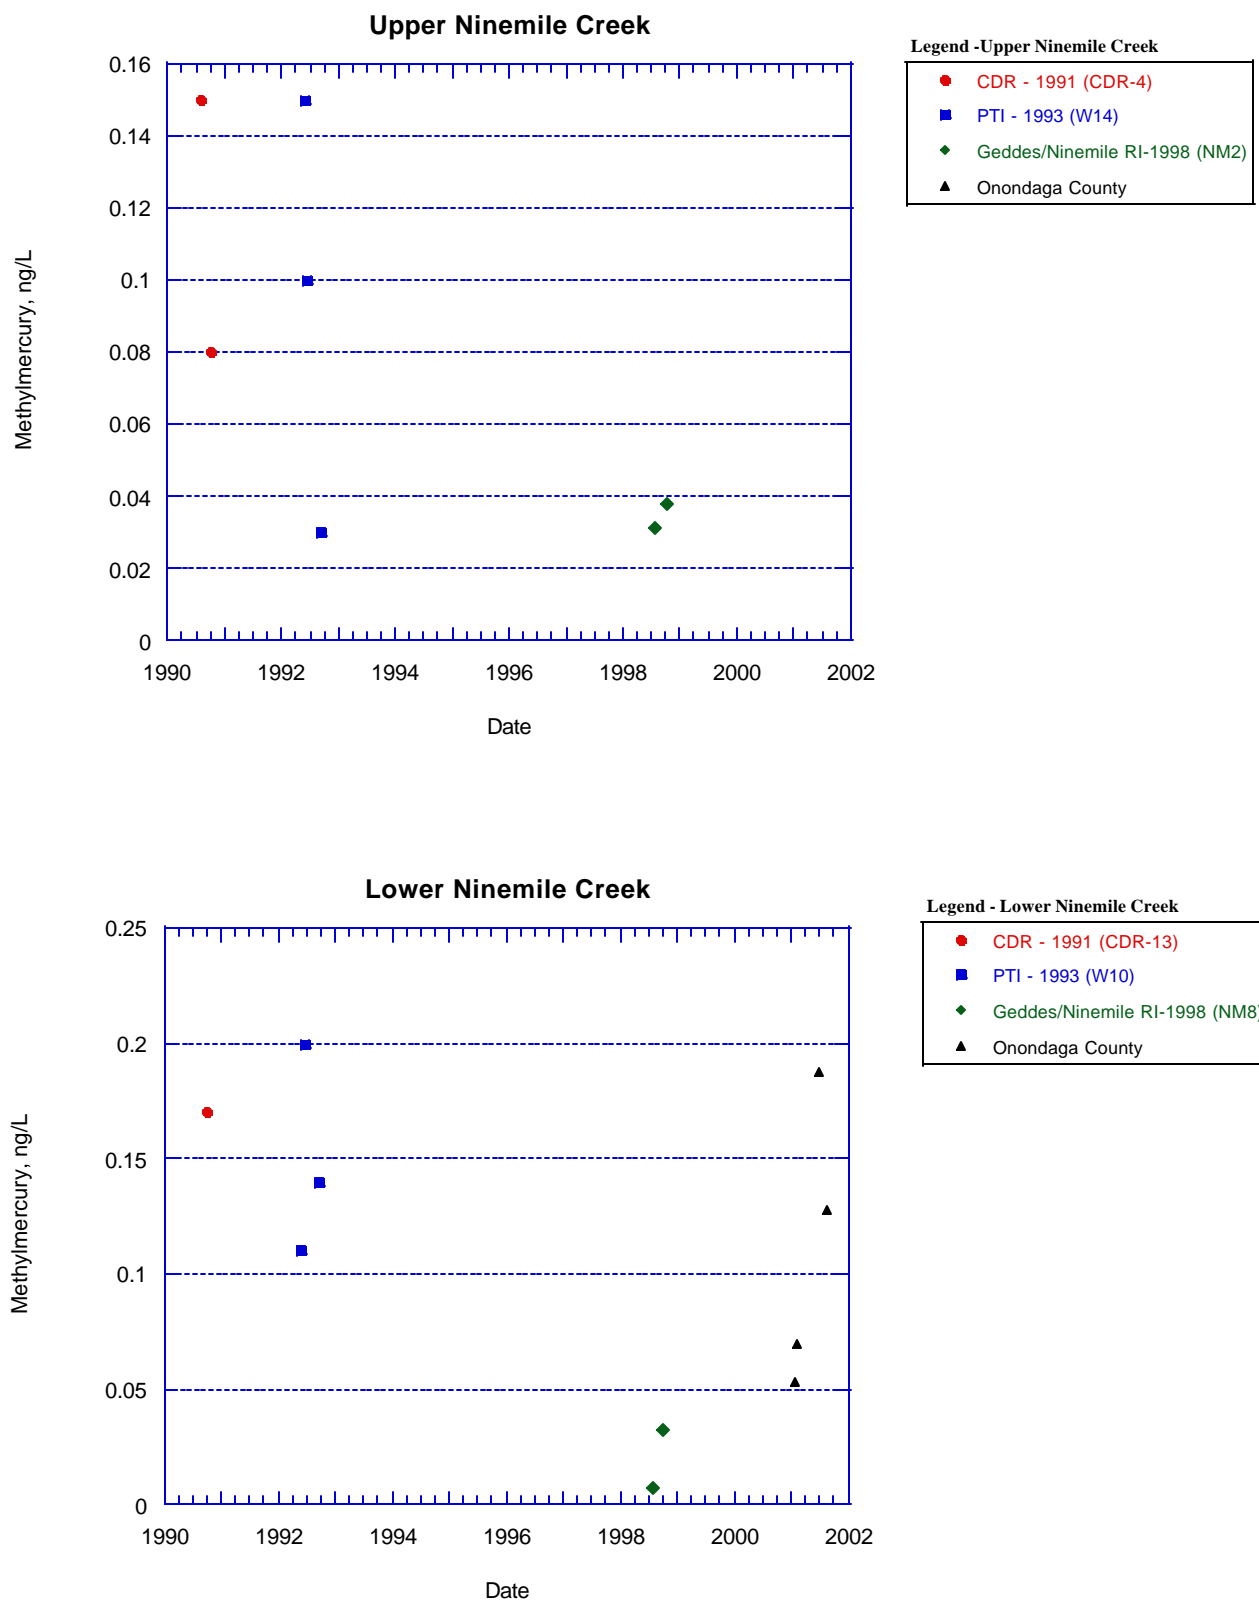 Upper Ninemile Creek
Legend -Upper Ninemile Creek
CDR - 1991 (CDR-4)
PTI - 1993 (W14)
Geddes/Ninemile RI-1998 (NM2)
Onondaga County
Methylmercury, ng/L
0.16
0.14
0.12
0.1
0.08
0.06
0.04
0.02
0
1990 1992 1994 1996 1998 2000 2002
Date
Lower Ninemile Creek
Legend - Lower Ninemile Creek
CDR - 1991 (CDR-13)
PTI - 1993 (W10)
Geddes/Ninemile RI-1998 (NM8)
Onondaga County
Methylmercury, ng/L
0.25
0.2
0.15
0.1
0.05
0
1990 1992 1994 1996 1998 2000 2002
Date